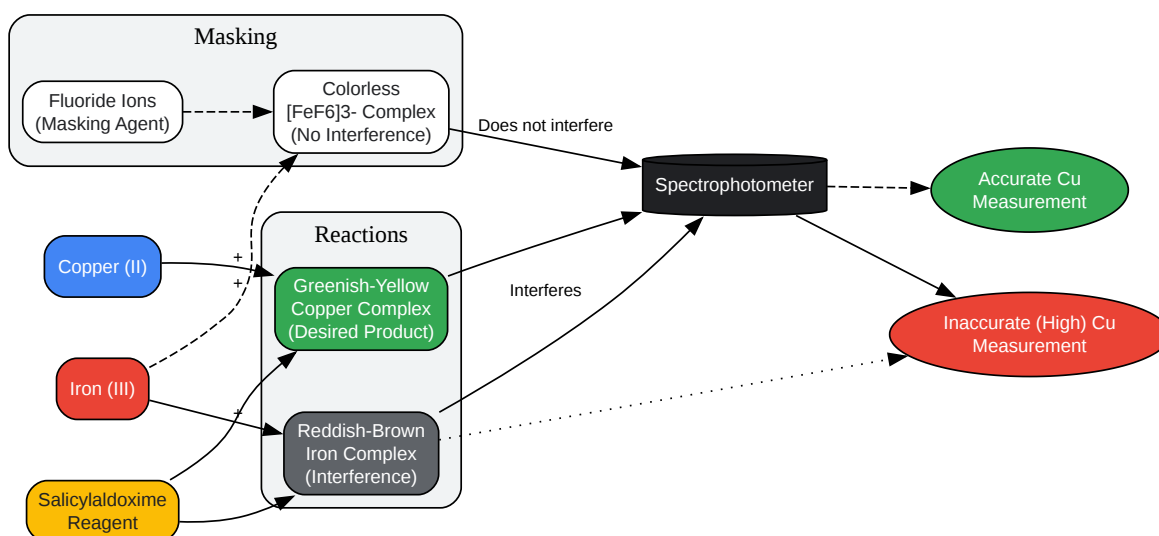 Masking
Fluoride Ions
(Masking Agent)
Colorless
[FeF6]3- Complex
(No Interference)
Does not interfere
Spectrophotometer
Accurate Cu
Measurement
Copper (II)
+
+
Reactions
Greenish-Yellow
Copper Complex
(Desired Product)
Interferes
Inaccurate (High) Cu
Measurement
Iron (III)
+
Reddish-Brown
Iron Complex
(Interference)
Salicylaldoxime
Reagent